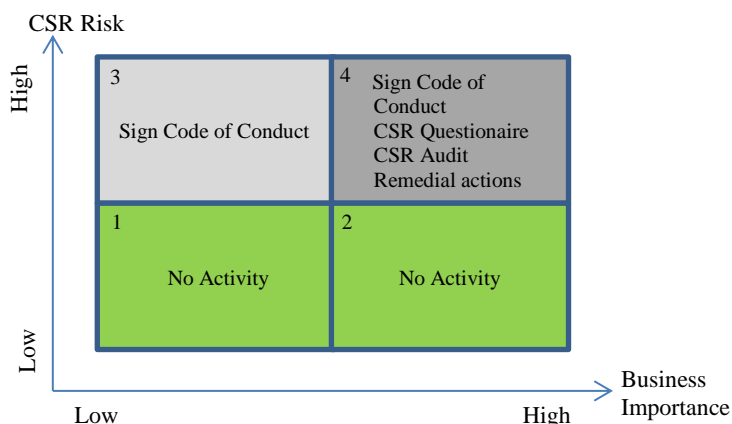 CSR Risk
High
3
Sign Code of Conduct
4
Sign Code of
Conduct
CSR Questionaire
CSR Audit
Remedial actions
1
No Activity
2
No Activity
Low
Low
High
Business
Importance